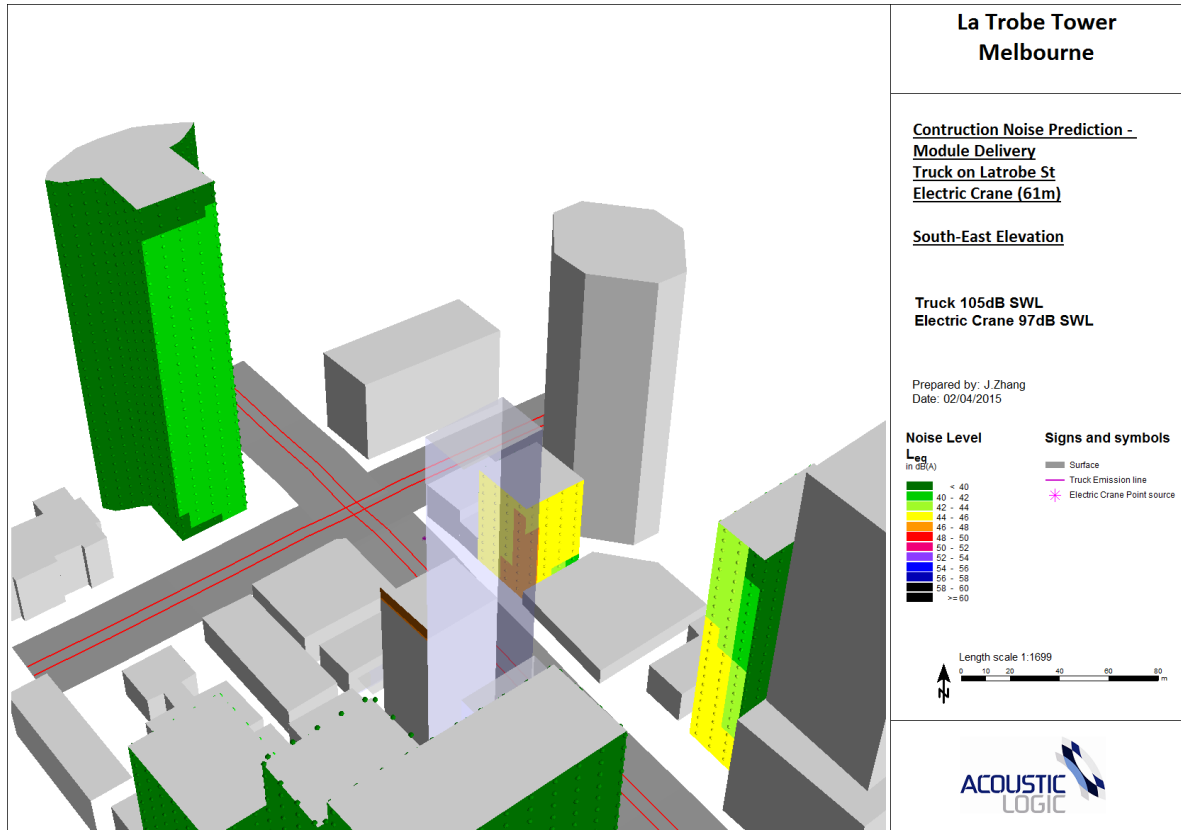 La Trobe Tower
Melbourne
Contruction Noise Prediction -
Module Delivery
Truck on Latrobe St
Electric Crane (61m)
South-East Elevation
Truck 105dB SWL
Electric Crane 97dB SWL
Prepared by: J.Zhang
Date: 02/04/2015
Noise Level
Leq
in dB(A)
< 40
40 - 42
42 - 44
44 - 46
46 - 48
48 - 50
50 - 52
52 - 54
54 - 56
56 - 58
58 - 60
>= 60
Signs and symbols
Surface
Truck Emission line
Electric Crane Point source
Length scale 1:1699
0 10 20 40 60 80
m
N
ACOUSTIC
LOGIC